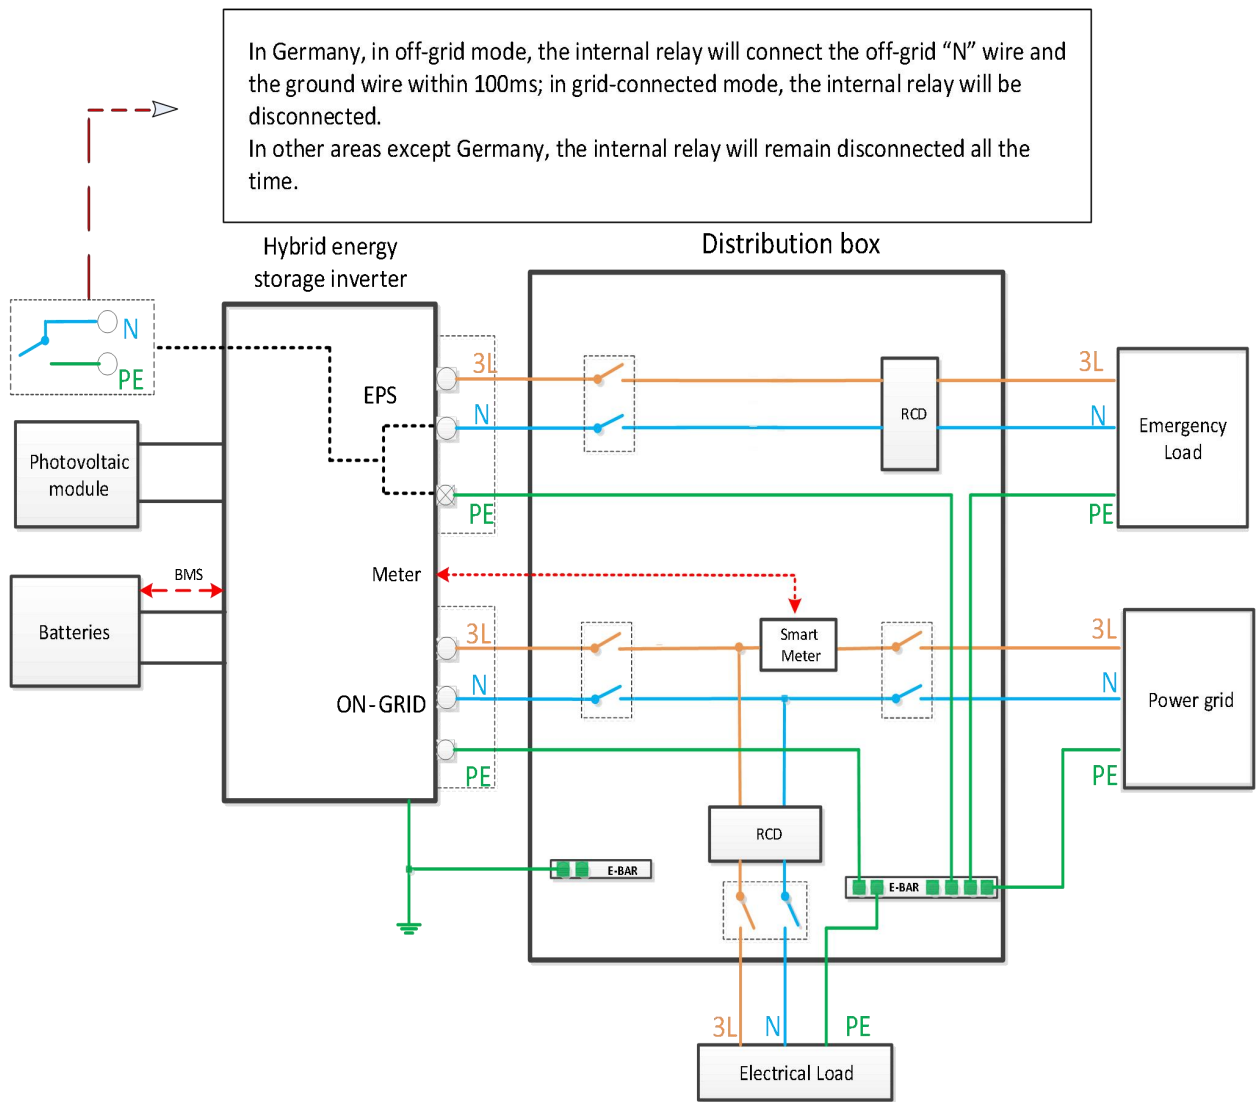 In Germany, in off-grid mode, the internal relay will connect the off-grid “N” wire and
the ground wire within 100ms; in grid-connected mode, the internal relay will be
disconnected.
In other areas except Germany, the internal relay will remain disconnected all the
time.
Hybrid energy
storage inverter
Distribution box
N
PE
EPS
3L
N
PE
RCD
3L
N
PE
Emergency
Load
Photovoltaic
module
BMS
Batteries
Meter
Smart
Meter
3L
N
ON-GRID
PE
3L
N
PE
Power grid
RCD
E-BAR
E-BAR
3L
N
PE
Electrical Load